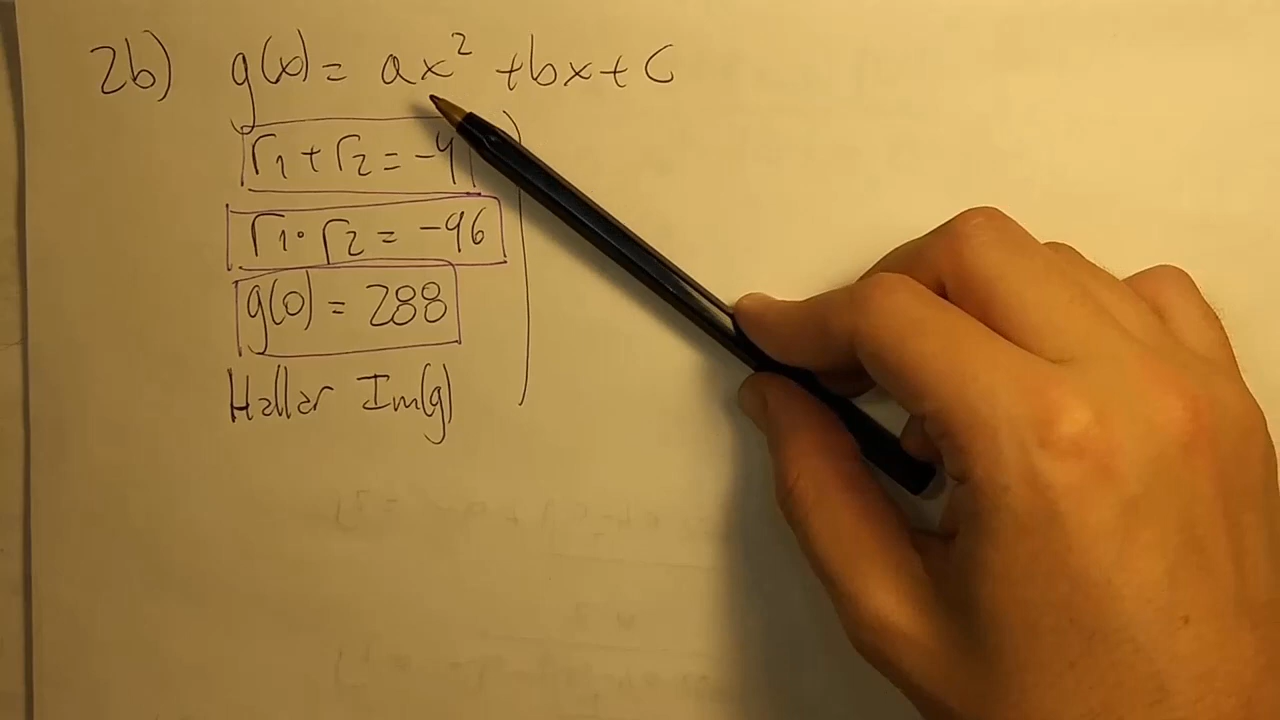 2b) g(x) = ax² + bx + c
r₁ + r₂ = -4
r₁ · r₂ = -96
g(0) = 288
Hallar Im(g)